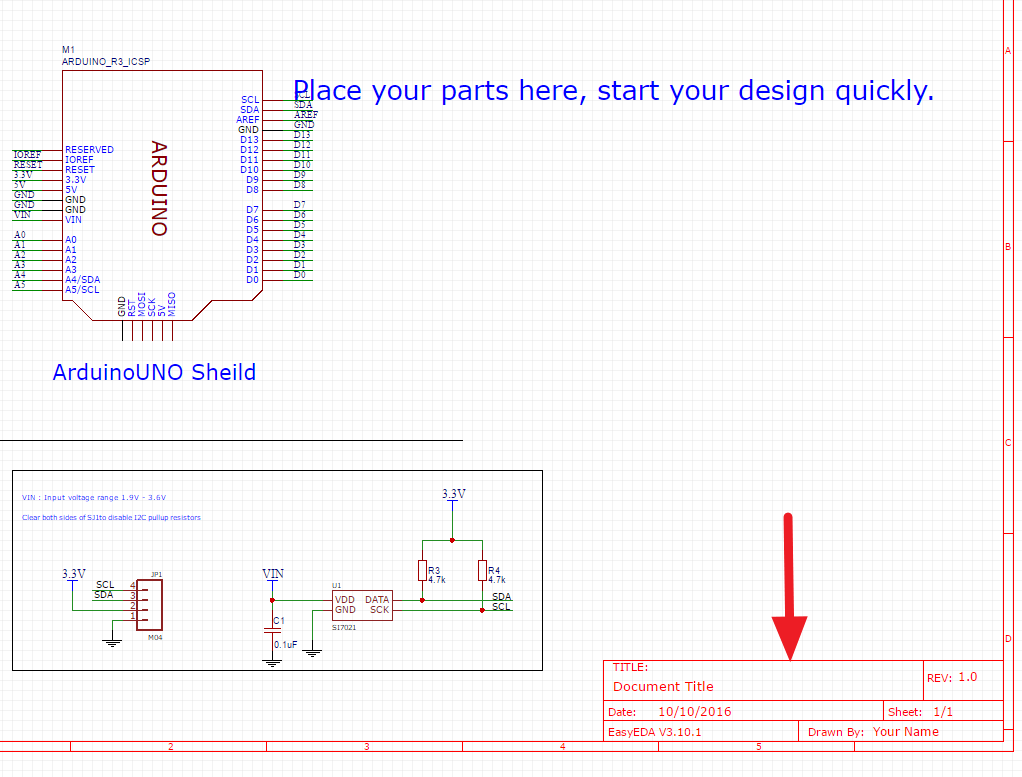 M1
ARDUINO_R3_ICSP
Place your parts here, start your design quickly.
SCL SCL
SDA SDA
AREF AREF
GND GND
D13 D13
D12 D12
D11 D11
D10 D10
D9 D9
D8 D8
D7 D7
D6 D6
D5 D5
D4 D4
D3 D3
D2 D2
D1 D1
D0 D0
ARDUINO
RESERVED
IOREF IOREF
RESET RESET
3.3V 3.3V
5V 5V
GND GND
GND GND
VIN VIN
A0 A0
A1 A1
A2 A2
A3 A3
A4 A4/SDA
A5 A5/SCL
GND
RST
MOSI
SCK
5V
MISO
ArduinoUNO Sheild
VIN : Input voltage range 1.9V - 3.6V
Clear both sides of SJ1to disable I2C pullup resistors
3.3V
SCL
SDA
JP1
4
3
2
1
M04
VIN
C1
0.1uF
U1
VDD DATA
GND SCK
SI7021
3.3V
R3
4.7k
R4
4.7k
SDA
SCL
TITLE:
Document Title
REV: 1.0
Date: 10/10/2016
Sheet: 1/1
EasyEDA V3.10.1
Drawn By: Your Name
A
B
C
D
2 3 4 5